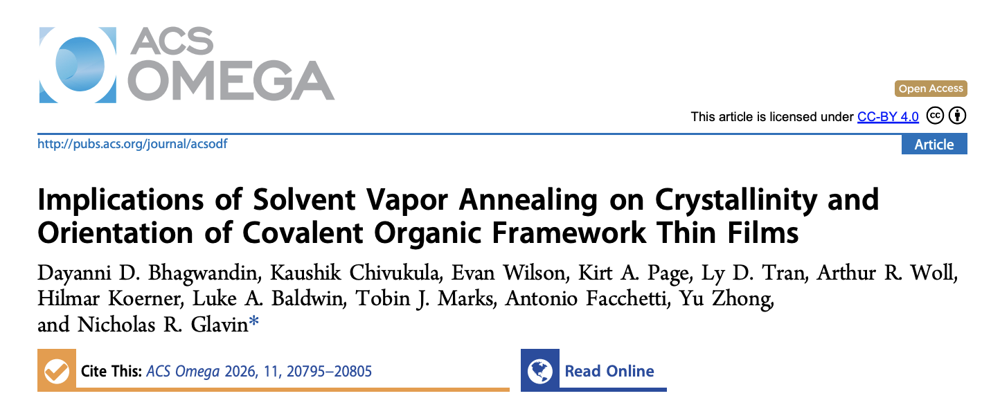 ACS
OMEGA
Open Access
This article is licensed under CC-BY 4.0
cc
http://pubs.acs.org/journal/acsodf
Article
Implications of Solvent Vapor Annealing on Crystallinity and
Orientation of Covalent Organic Framework Thin Films
Dayanni D. Bhagwandin, Kaushik Chivukula, Evan Wilson, Kirt A. Page, Ly D. Tran, Arthur R. Woll,
Hilmar Koerner, Luke A. Baldwin, Tobin J. Marks, Antonio Facchetti, Yu Zhong,
and Nicholas R. Glavin*
Cite This: ACS Omega 2026, 11, 20795−20805
Read Online